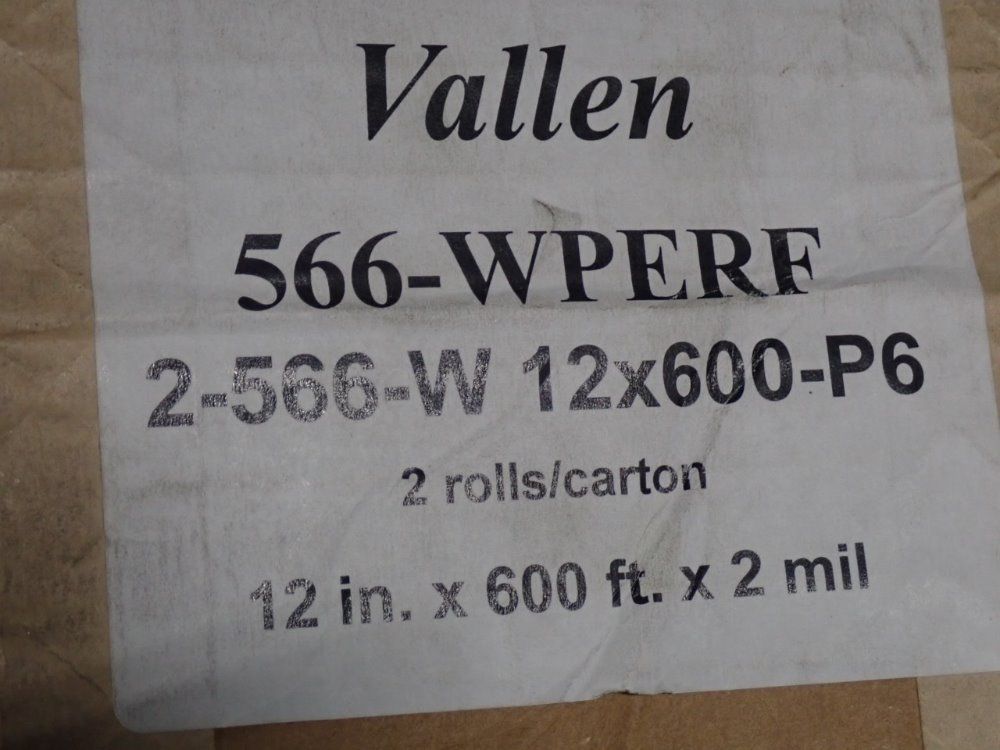 Vallen
566-WPERF
2-566-W 12x600-P6
2 rolls/carton
12 in. x 600 ft. x 2 mil